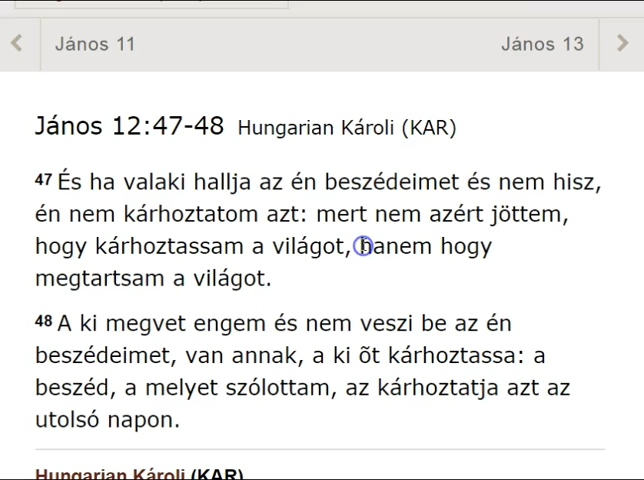 János 11
János 13
János 12:47-48 Hungarian Károli (KAR)
47 És ha valaki hallja az én beszédeimet és nem hisz,
én nem kárhoztatom azt: mert nem azért jöttem,
hogy kárhoztassam a világot, hanem hogy
megtartsam a világot.
48 A ki megvet engem és nem veszi be az én
beszédeimet, van annak, a ki õt kárhoztassa: a
beszéd, a melyet szólottam, az kárhoztatja azt az
utolsó napon.
Hungarian Károli (KAR)